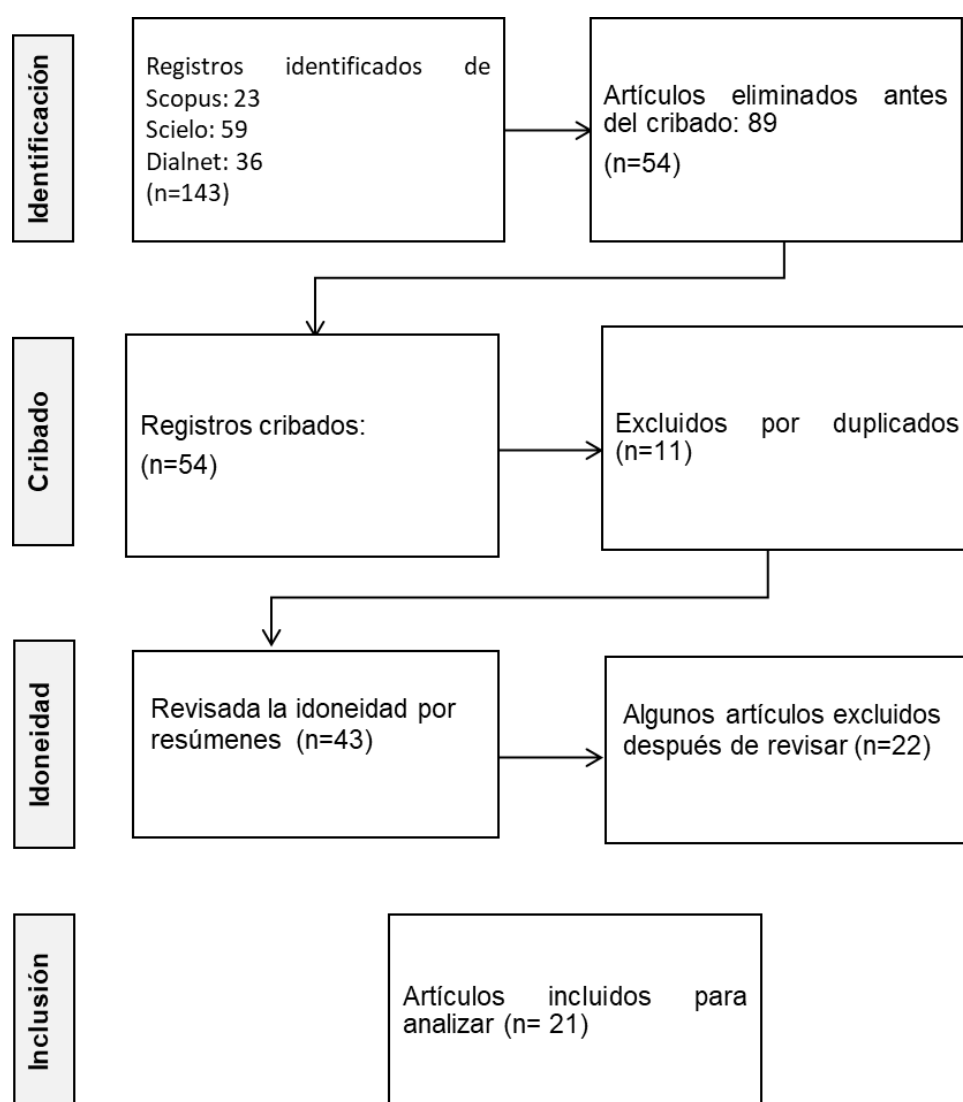 Identificación
Registros identificados de
Scopus: 23
Scielo: 59
Dialnet: 36
(n=143)
Artículos eliminados antes
del cribado: 89
(n=54)
Cribado
Registros cribados:
(n=54)
Excluidos por duplicados
(n=11)
Idoneidad
Revisada la idoneidad por
resúmenes (n=43)
Algunos artículos excluidos
después de revisar (n=22)
Inclusión
Artículos incluidos para
analizar (n= 21)